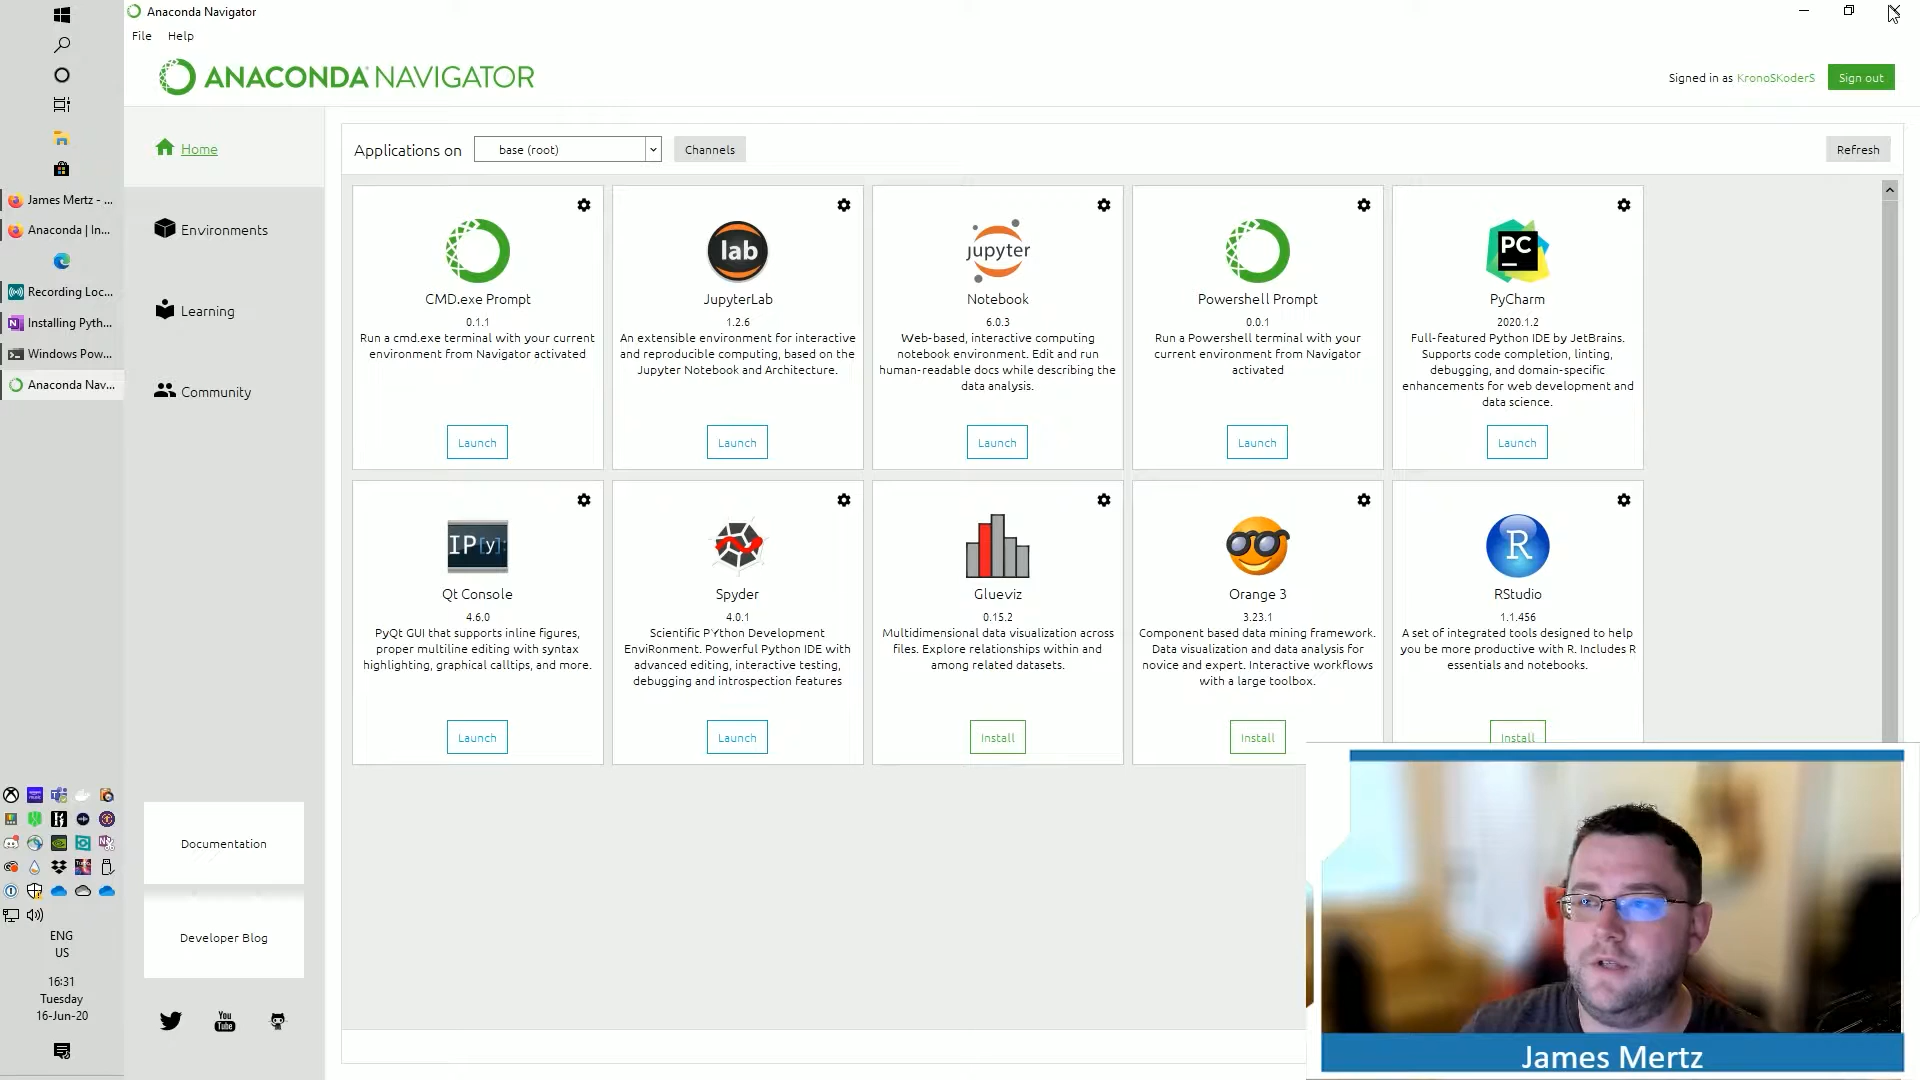 Anaconda Navigator
File Help
ANACONDA NAVIGATOR
Signed in as KronoSKoderS Sign out
Home
Environments
Learning
Community
Documentation
Developer Blog
Applications on base (root) Channels Refresh
CMD.exe Prompt
0.1.1
Run a cmd.exe terminal with your current
environment from Navigator activated
Launch
lab
JupyterLab
1.2.6
An extensible environment for interactive
and reproducible computing, based on the
Jupyter Notebook and Architecture.
Launch
jupyter
Notebook
6.0.3
Web-based, interactive computing
notebook environment. Edit and run
human-readable docs while describing the
data analysis.
Launch
Powershell Prompt
0.0.1
Run a Powershell terminal with your
current environment from Navigator
activated
Launch
PC
PyCharm
2020.1.2
Full-featured Python IDE by JetBrains.
Supports code completion, linting,
debugging, and domain-specific
enhancements for web development and
data science.
Launch
IP[y]:
Qt Console
4.6.0
PyQt GUI that supports inline figures,
proper multiline editing with syntax
highlighting, graphical calltips, and more.
Launch
Spyder
4.0.1
Scientific PYthon Development
EnviRonment. Powerful Python IDE with
advanced editing, interactive testing,
debugging and introspection features
Launch
Glueviz
0.15.2
Multidimensional data visualization across
files. Explore relationships within and
among related datasets.
Install
Orange 3
3.23.1
Component based data mining framework.
Data visualization and data analysis for
novice and expert. Interactive workflows
with a large toolbox.
Install
R
RStudio
1.1.456
A set of integrated tools designed to help
you be more productive with R. Includes R
essentials and notebooks.
Install
James Mertz - ...
Anaconda | In...
Recording Loc...
Installing Pyth...
Windows Pow...
Anaconda Nav...
ENG
US
16:31
Tuesday
16-Jun-20
You
Tube
James Mertz